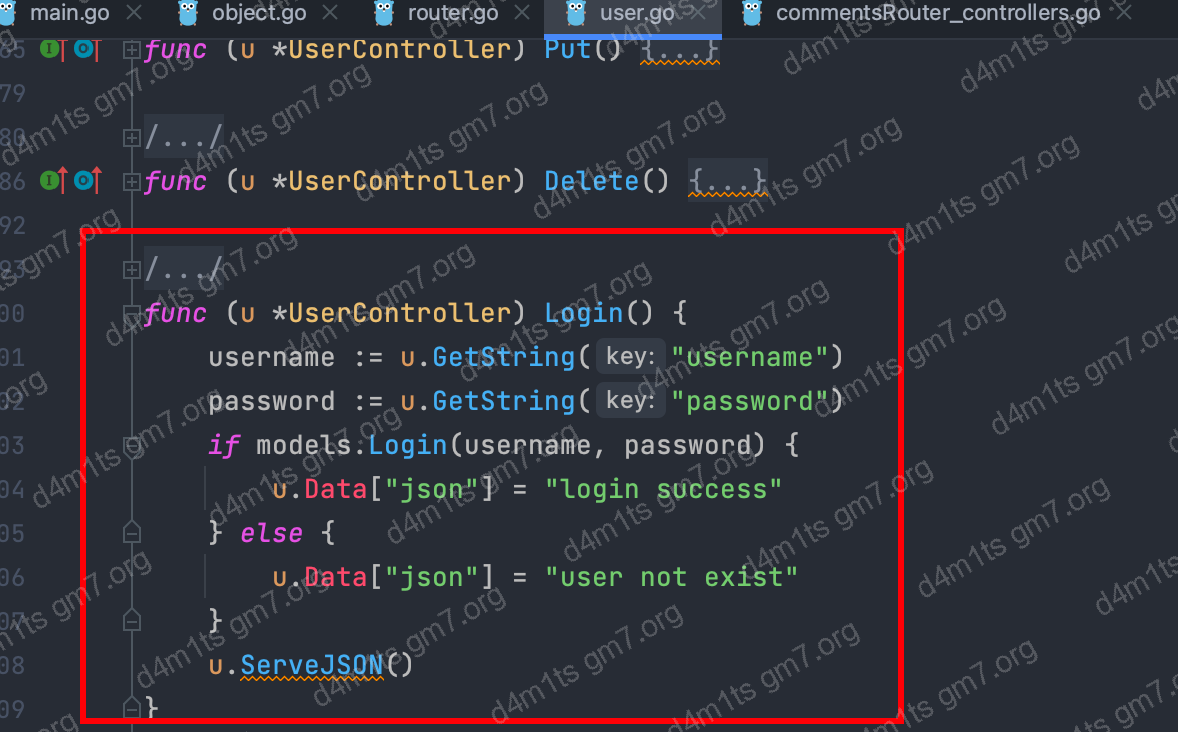 main.go object.go router.go user.go commentsRouter_controllers.go
func (u *UserController) Put() {...}
79
80 /.../
86 func (u *UserController) Delete() {...}
92
93 /.../
00 func (u *UserController) Login() {
01 username := u.GetString( key: "username")
02 password := u.GetString( key: "password")
03 if models.Login(username, password) {
04 u.Data["json"] = "login success"
05 } else {
06 u.Data["json"] = "user not exist"
07 }
08 u.ServeJSON()
09 }
d4m1ts gm7.org